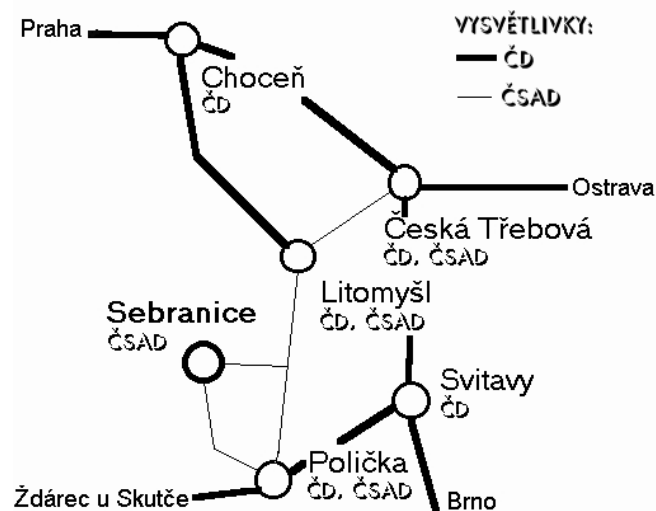 Praha
VYSVĚTLIVKY:
ČD
ČSAD
Choceň
ČD
Ostrava
Česká Třebová
ČD, ČSAD
Litomyšl
ČD, ČSAD
Sebranice
ČSAD
Svitavy
ČD
Polička
ČD, ČSAD
Ždárec u Skutče
Brno